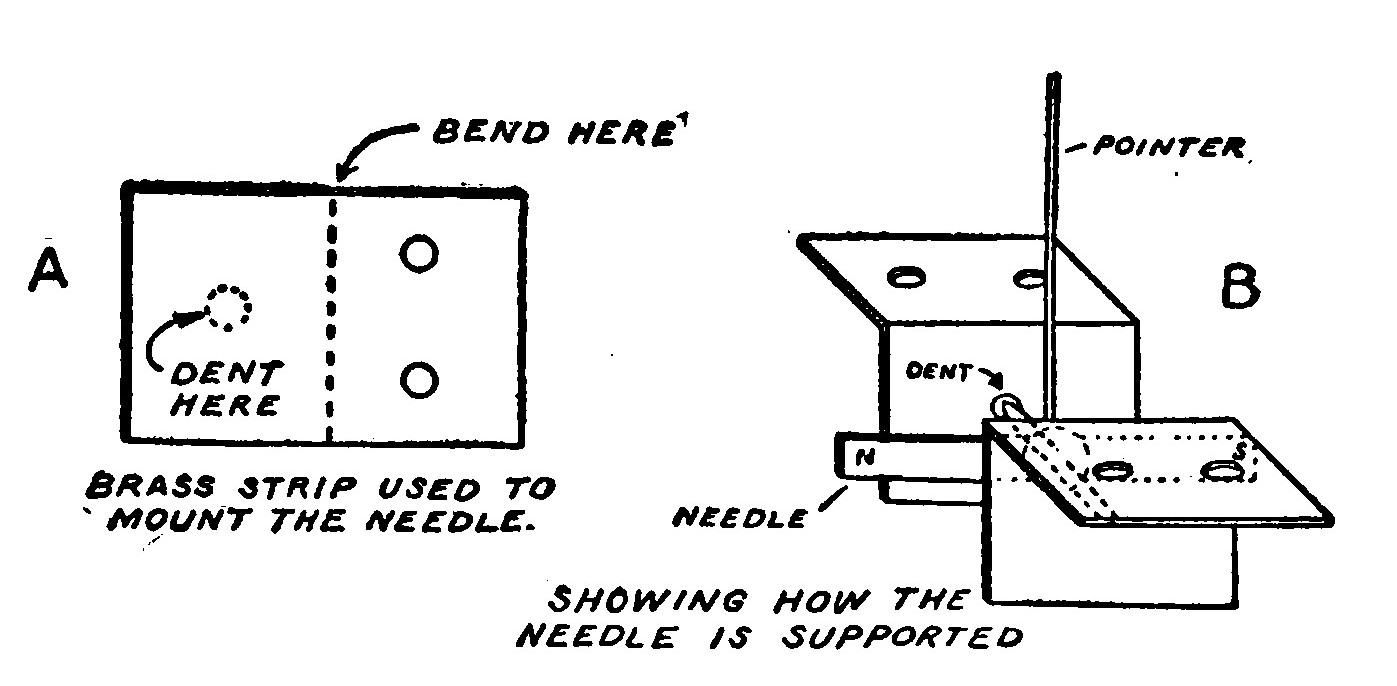 BEND HERE
A
DENT
HERE
BRASS STRIP USED TO
MOUNT THE NEEDLE.
POINTER
B
DENT
N
S
NEEDLE
SHOWING HOW THE
NEEDLE IS SUPPORTED